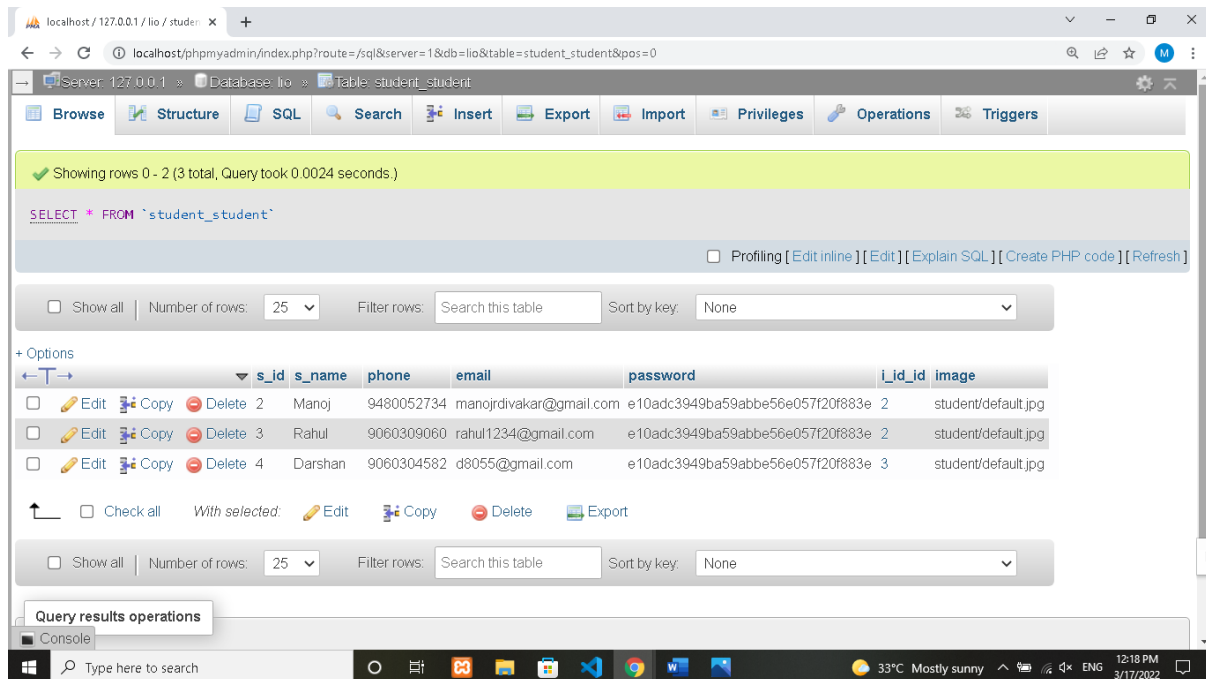 localhost / 127.0.0.1 / lio / studen
localhost/phpmyadmin/index.php?route=/sql&server=1&db=lio&table=student_student&pos=0
M
Server: 127.0.0.1 » Database: lio » Table: student_student
Browse Structure SQL Search Insert Export Import Privileges Operations Triggers
Showing rows 0 - 2 (3 total, Query took 0.0024 seconds.)
SELECT * FROM `student_student`
Profiling [ Edit inline ] [ Edit ] [ Explain SQL ] [ Create PHP code ] [ Refresh ]
Show all | Number of rows: 25 Filter rows: Search this table Sort by key: None
+ Options
s_id s_name phone email password i_id_id image
Edit Copy Delete 2 Manoj 9480052734 manojrdivakar@gmail.com e10adc3949ba59abbe56e057f20f883e 2 student/default.jpg
Edit Copy Delete 3 Rahul 9060309060 rahul1234@gmail.com e10adc3949ba59abbe56e057f20f883e 2 student/default.jpg
Edit Copy Delete 4 Darshan 9060304582 d8055@gmail.com e10adc3949ba59abbe56e057f20f883e 3 student/default.jpg
Check all With selected: Edit Copy Delete Export
Show all | Number of rows: 25 Filter rows: Search this table Sort by key: None
Query results operations
Console
Type here to search 33°C Mostly sunny ENG 12:18 PM
3/17/2022